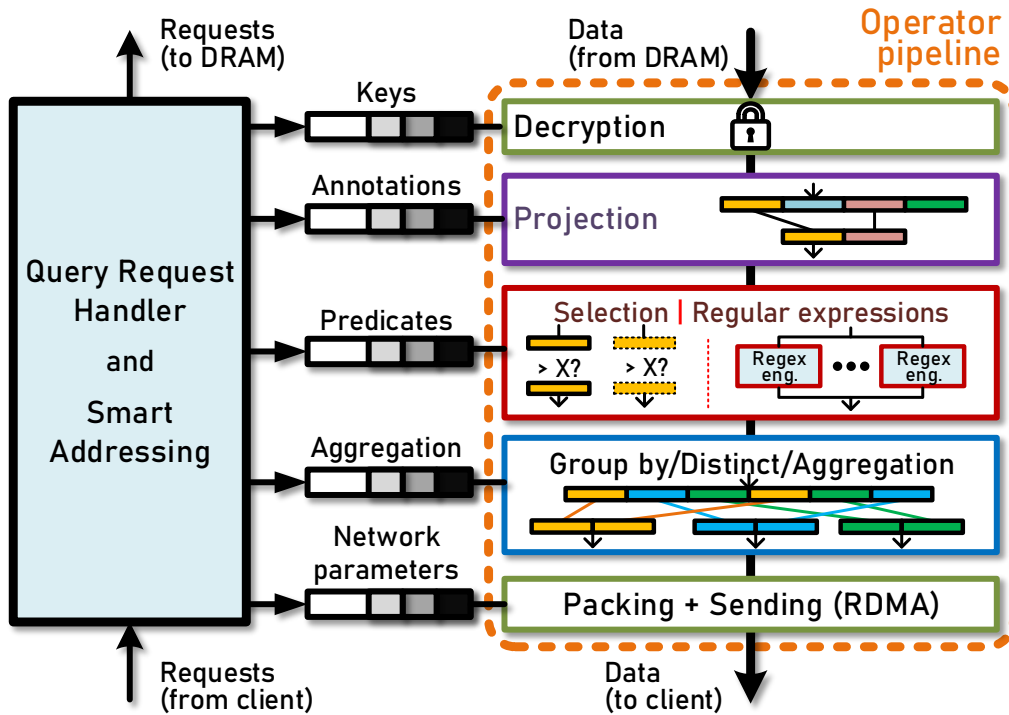 Requests
(to DRAM)
Data
(from DRAM)
Operator
pipeline
Keys
Decryption
Annotations
Projection
Query Request
Handler
and
Smart
Addressing
Predicates
Selection | Regular expressions
> X?
> X?
Regex
eng.
Regex
eng.
Aggregation
Group by/Distinct/Aggregation
Network
parameters
Packing + Sending (RDMA)
Requests
(from client)
Data
(to client)